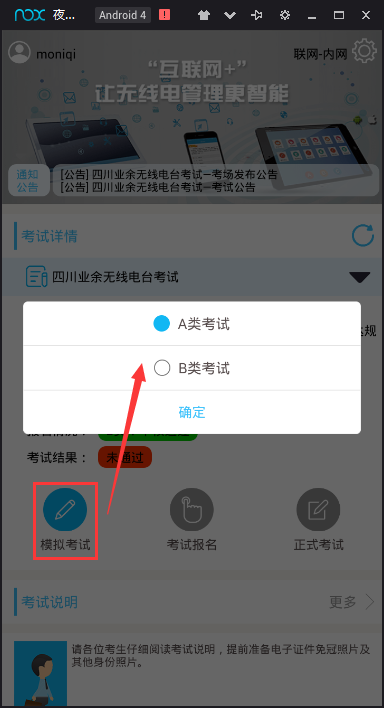 nox 夜... Android 4
moniqi
联网-内网
“互联网+”
让无线电管理更智能
通知
公告
[公告] 四川业余无线电台考试—考场发布公告
[公告] 四川业余无线电台考试—考试公告
考试详情
四川业余无线电台考试
规
A类考试
B类考试
确定
考试结果： 未通过
模拟考试
考试报名
正式考试
考试说明
更多
请各位考生仔细阅读考试说明，提前准备电子证件免冠照片及
其他身份照片。